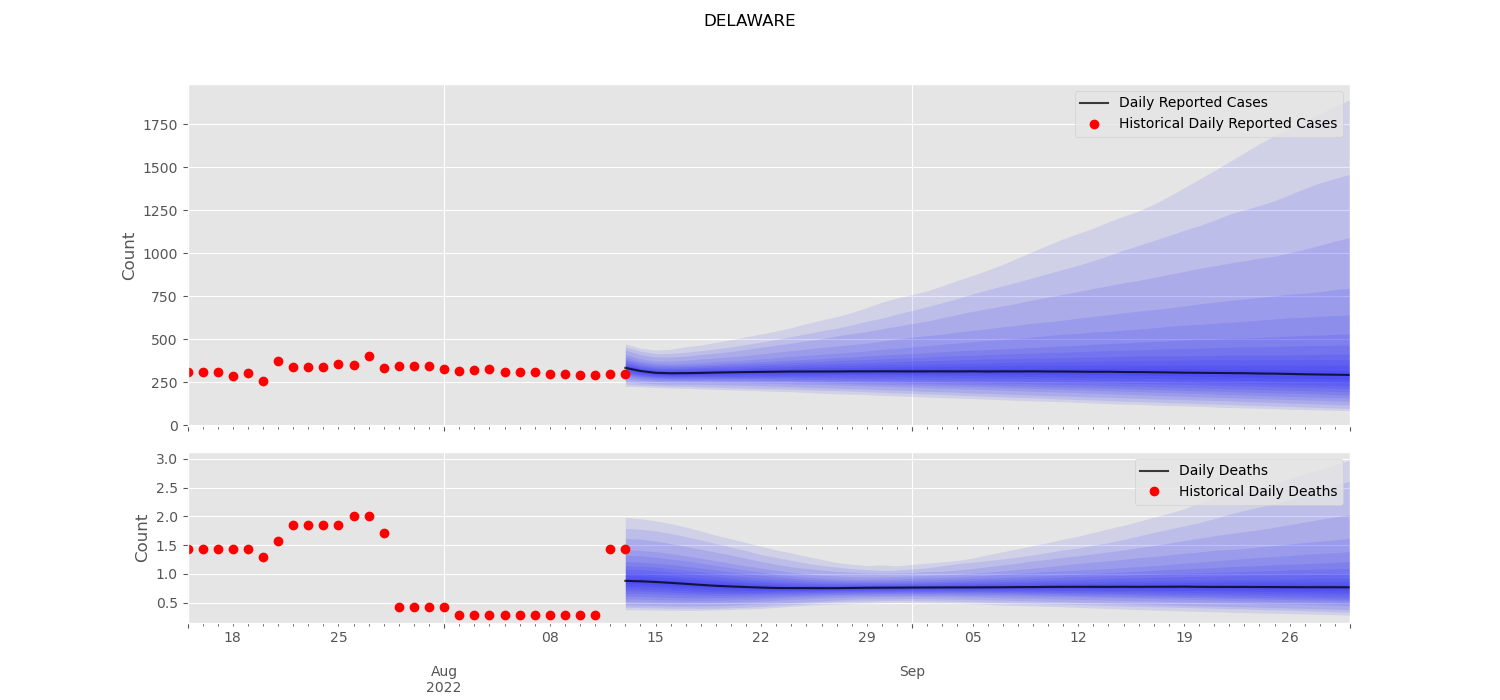 DELAWARE
Daily Reported Cases
Historical Daily Reported Cases
1750
1500
1250
1000
750
500
250
0
Count
Daily Deaths
Historical Daily Deaths
3.0
2.5
2.0
1.5
1.0
0.5
Count
18 25 08 15 22 29 05 12 19 26
Aug Sep
2022